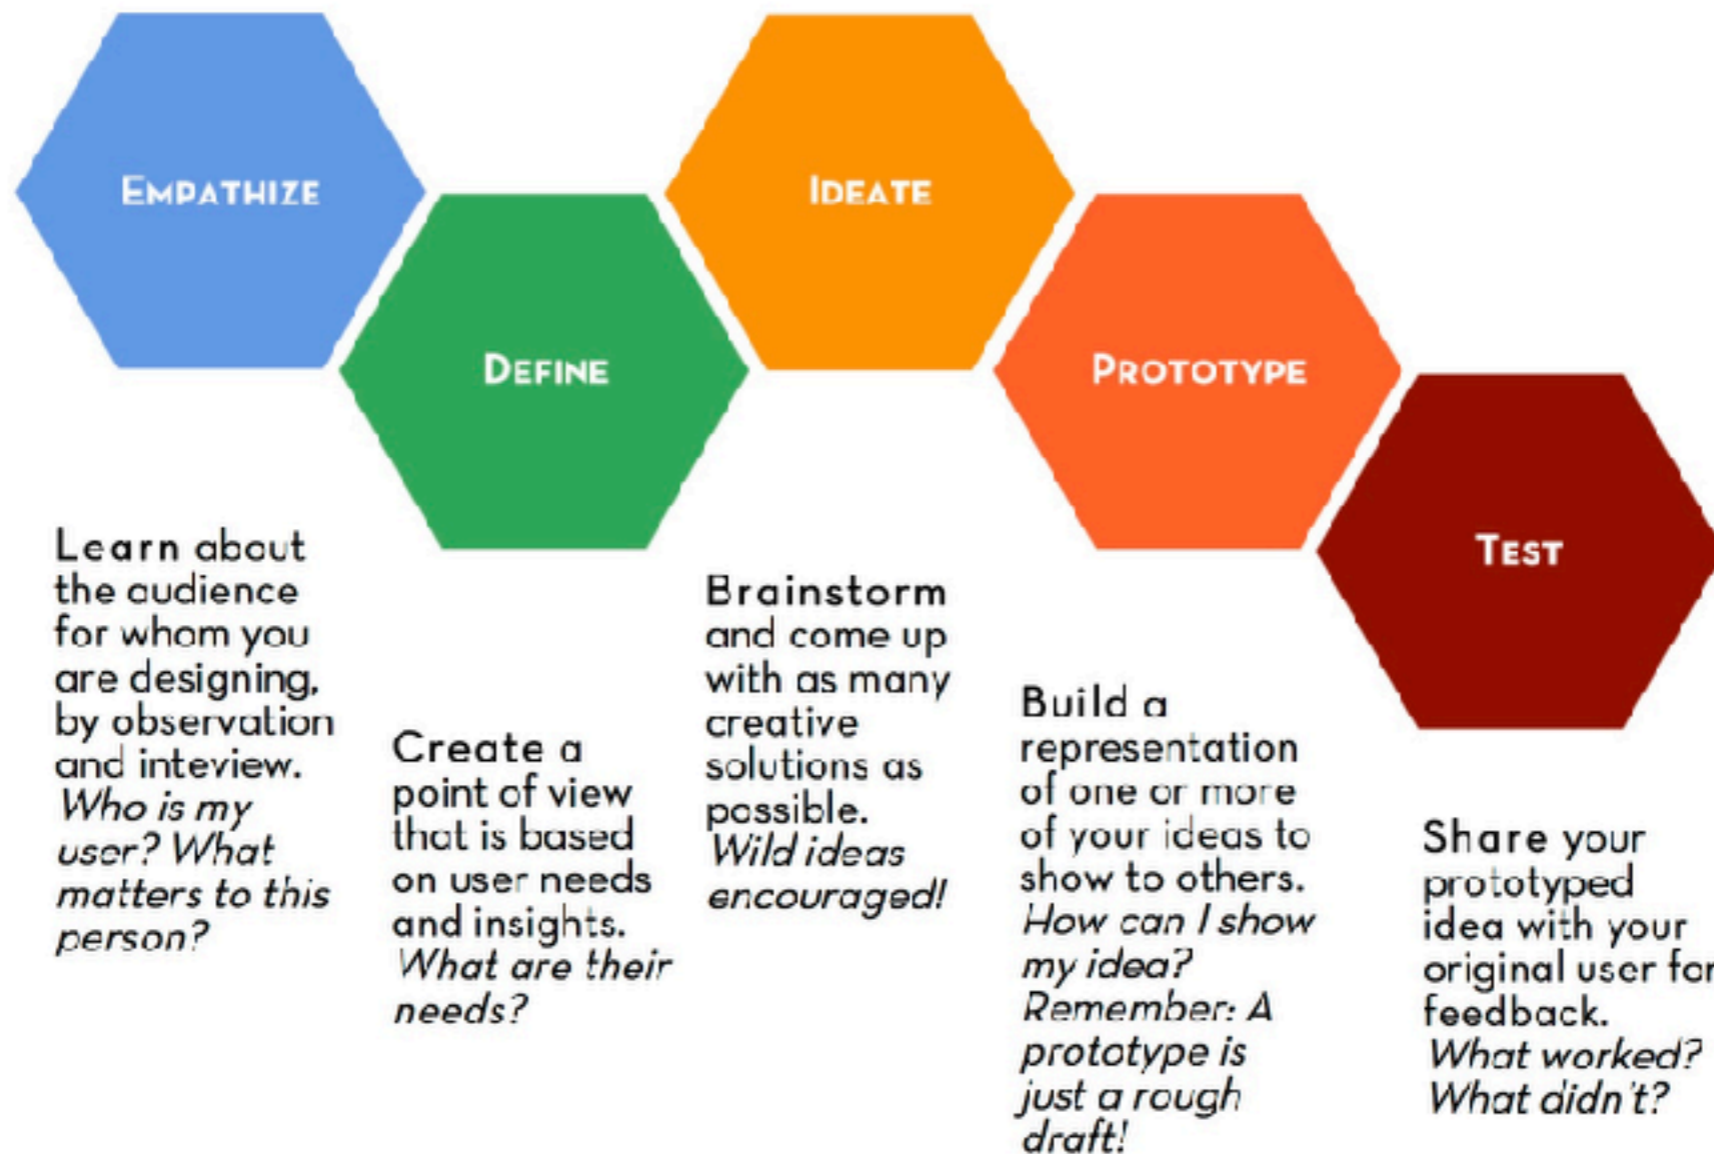 EMPATHIZE
DEFINE
IDEATE
PROTOTYPE
TEST
Learn about
the audience
for whom you
are designing,
by observation
and inteview.
Who is my
user? What
matters to this
person?
Create a
point of view
that is based
on user needs
and insights.
What are their
needs?
Brainstorm
and come up
with as many
creative
solutions as
possible.
Wild ideas
encouraged!
Build a
representation
of one or more
of your ideas to
show to others.
How can I show
my idea?
Remember: A
prototype is
just a rough
draft!
Share your
prototyped
idea with your
original user for
feedback.
What worked?
What didn't?